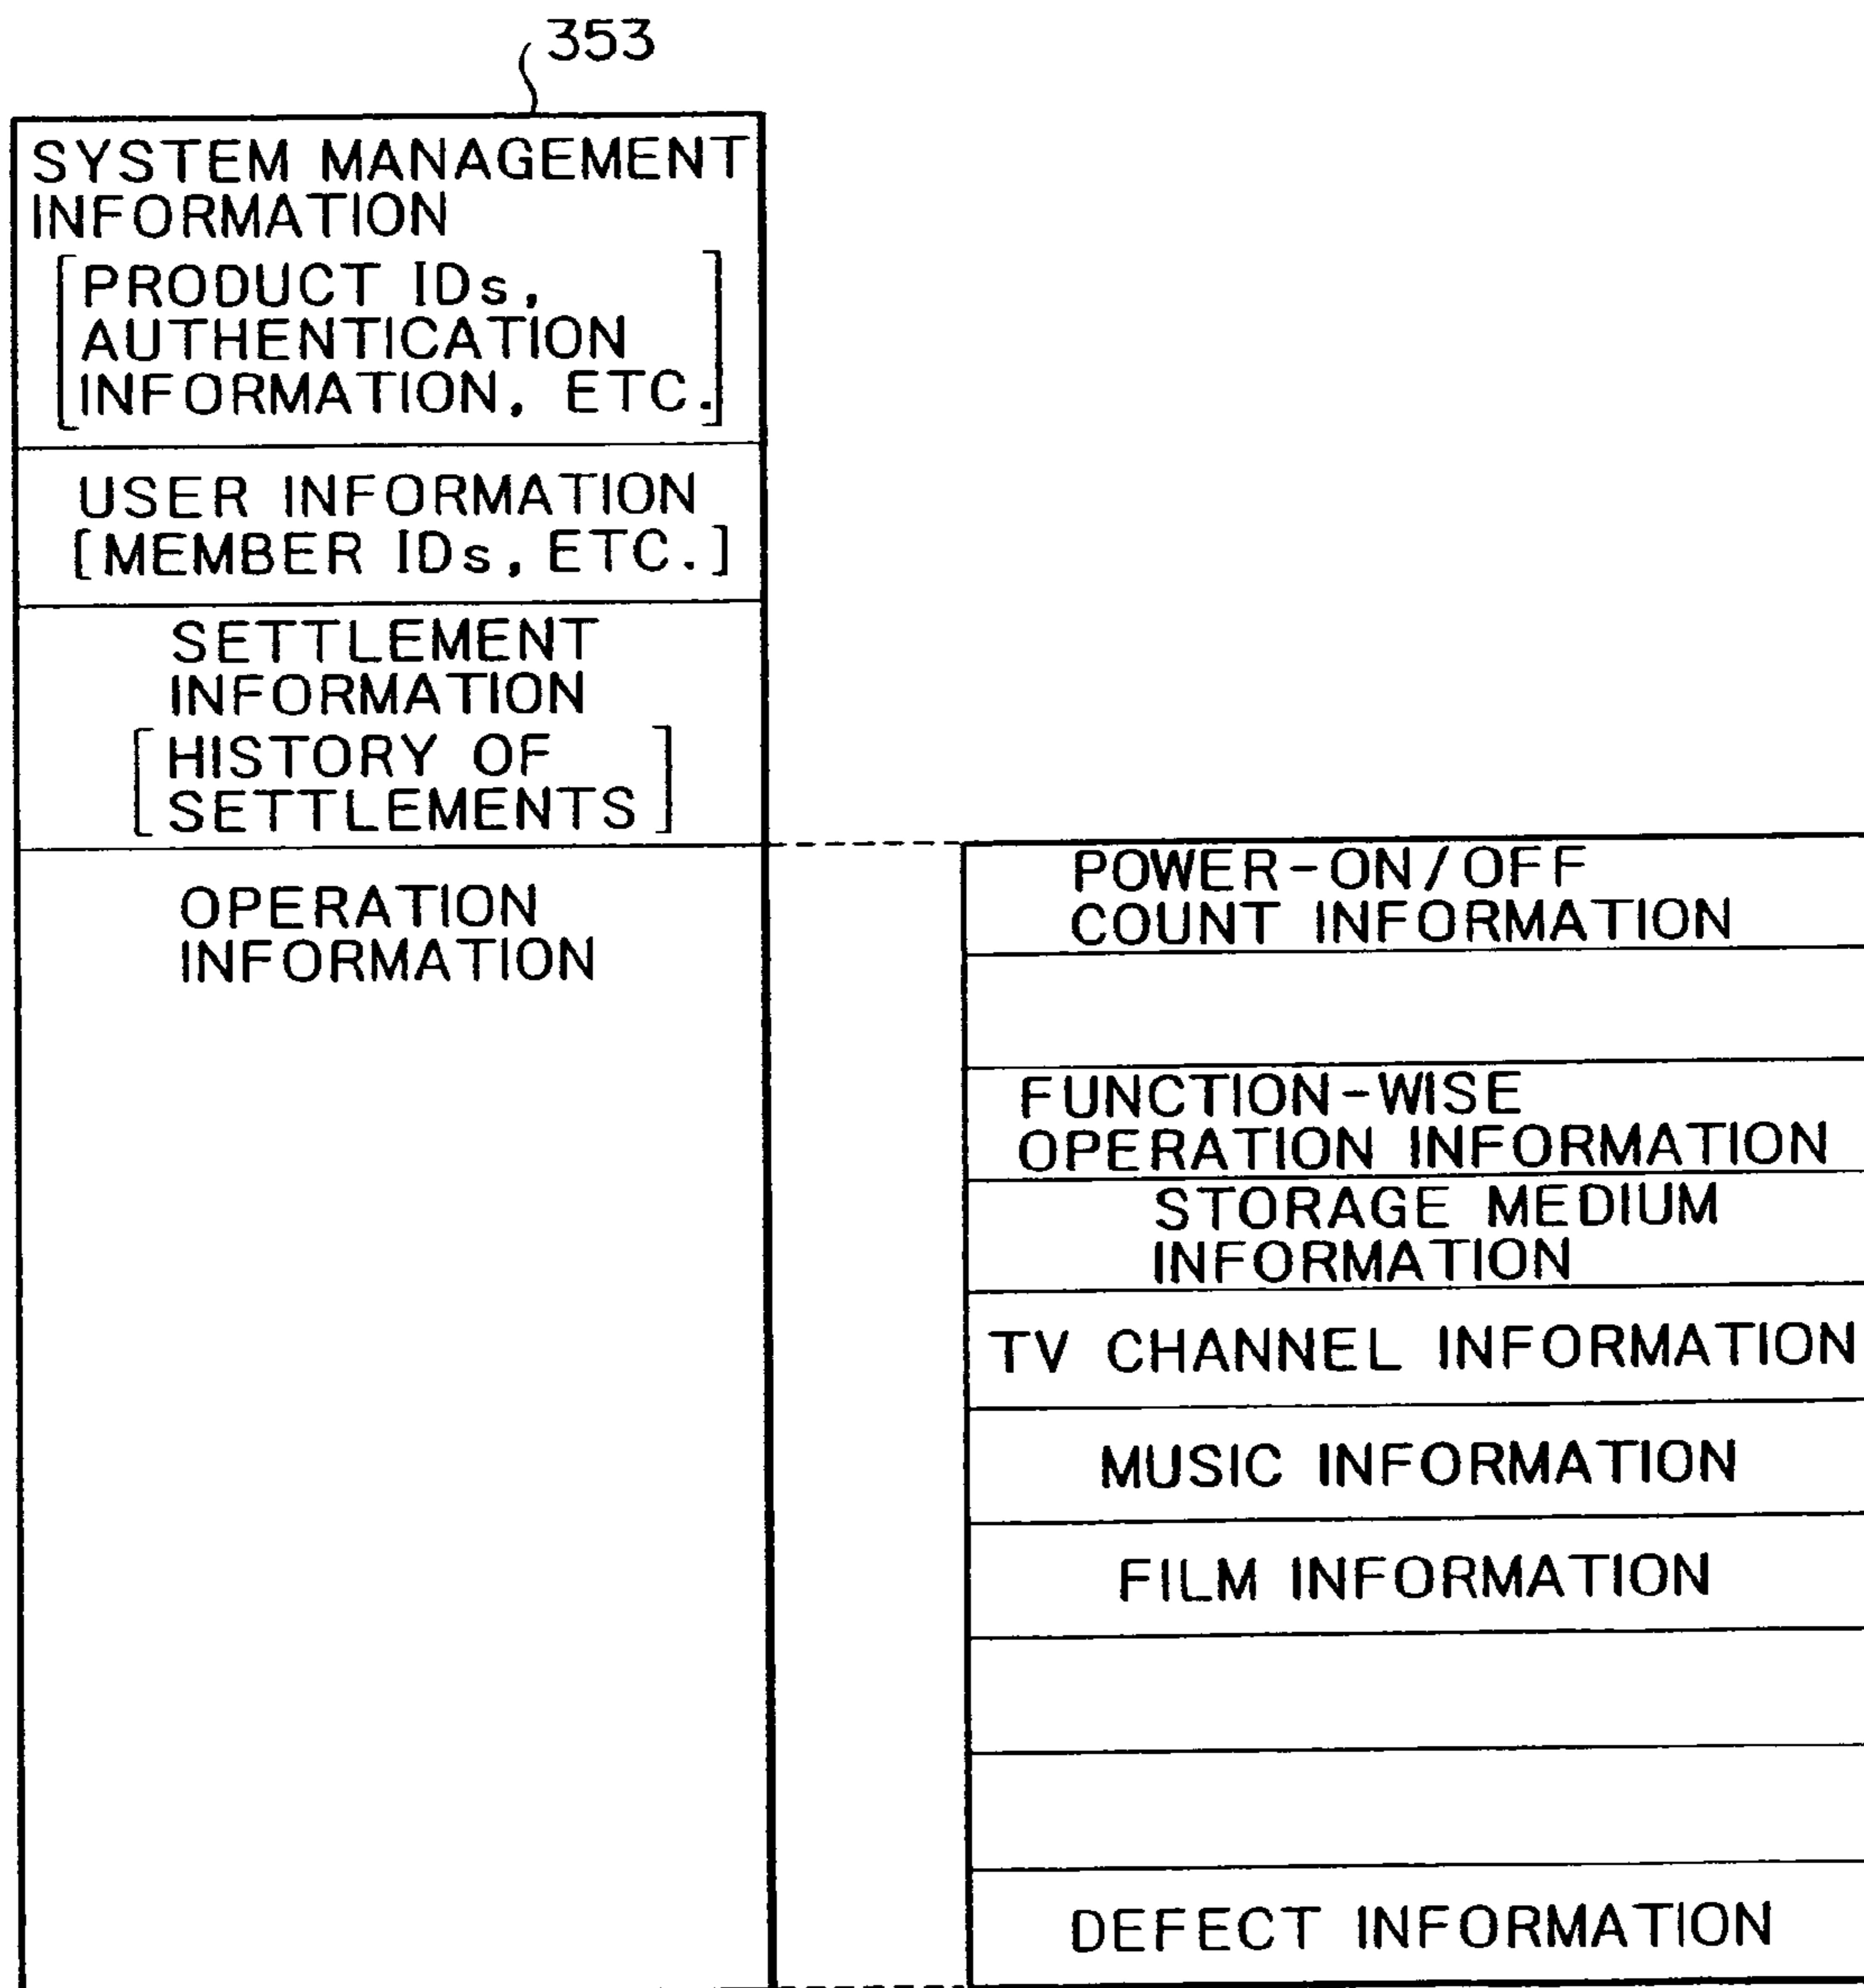 353
SYSTEM MANAGEMENT
INFORMATION
[PRODUCT IDs,
AUTHENTICATION
INFORMATION, ETC.]
USER INFORMATION
[MEMBER IDs, ETC.]
SETTLEMENT
INFORMATION
[HISTORY OF
SETTLEMENTS]
OPERATION
INFORMATION
POWER-ON/OFF
COUNT INFORMATION
FUNCTION-WISE
OPERATION INFORMATION
STORAGE MEDIUM
INFORMATION
TV CHANNEL INFORMATION
MUSIC INFORMATION
FILM INFORMATION
DEFECT INFORMATION